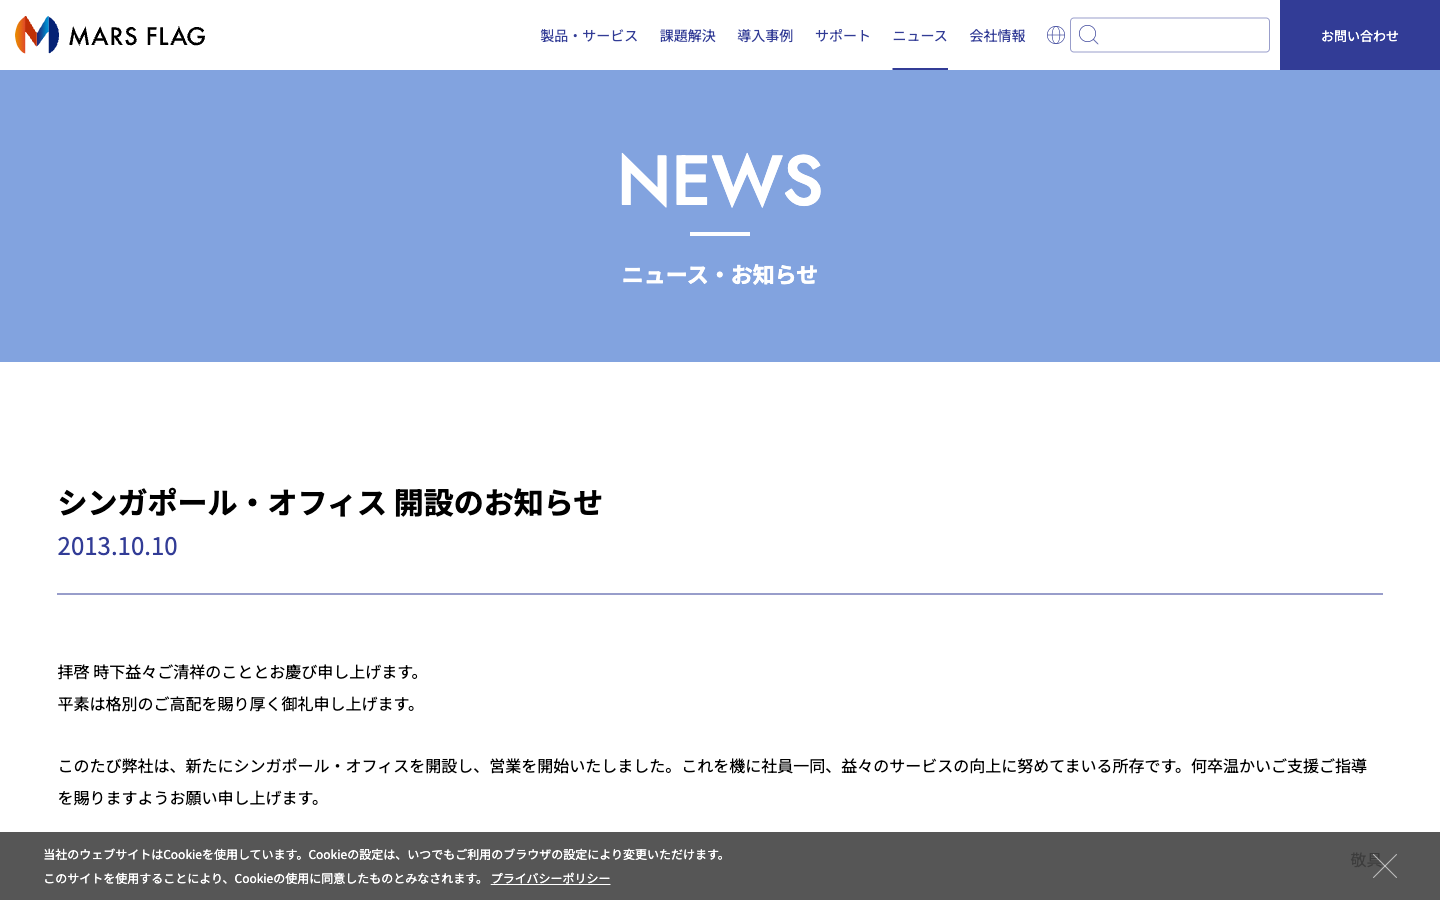 MARS FLAG
製品・サービス 課題解決 導入事例 サポート ニュース 会社情報 お問い合わせ
NEWS
ニュース・お知らせ
シンガポール・オフィス 開設のお知らせ
2013.10.10
拝啓 時下益々ご清祥のこととお慶び申し上げます。
平素は格別のご高配を賜り厚く御礼申し上げます。
このたび弊社は、新たにシンガポール・オフィスを開設し、営業を開始いたしました。これを機に社員一同、益々のサービスの向上に努めてまいる所存です。何卒温かいご支援ご指導
を賜りますようお願い申し上げます。
敬具
当社のウェブサイトはCookieを使用しています。Cookieの設定は、いつでもご利用のブラウザの設定により変更いただけます。
このサイトを使用することにより、Cookieの使用に同意したものとみなされます。 プライバシーポリシー